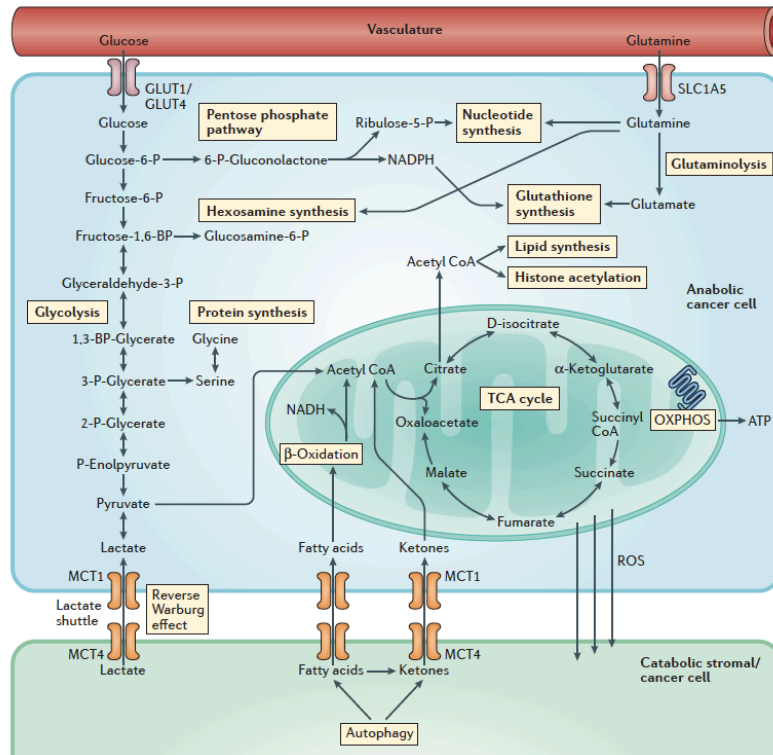 Vasculature
Glucose
Glutamine
GLUT1/
GLUT4
SLC1A5
Glucose
Pentose phosphate
pathway
Ribulose-5-P
Nucleotide
synthesis
Glutamine
Glucose-6-P
6-P-Gluconolactone
NADPH
Glutaminolysis
Fructose-6-P
Hexosamine synthesis
Glutathione
synthesis
Glutamate
Fructose-1,6-BP
Glucosamine-6-P
Acetyl CoA
Lipid synthesis
Histone acetylation
Glyceraldehyde-3-P
Anabolic
cancer cell
Glycolysis
Protein synthesis
1,3-BP-Glycerate
Glycine
D-isocitrate
3-P-Glycerate
Serine
Acetyl CoA
Citrate
α-Ketoglutarate
TCA cycle
NADH
2-P-Glycerate
Oxaloacetate
Succinyl
CoA
OXPHOS
ATP
β-Oxidation
P-Enolpyruvate
Malate
Succinate
Pyruvate
Fumarate
Lactate
Fatty acids
Ketones
ROS
MCT1
MCT1
Lactate
shuttle
Reverse
Warburg
effect
MCT4
MCT4
Lactate
Fatty acids
Ketones
Catabolic stromal/
cancer cell
Autophagy